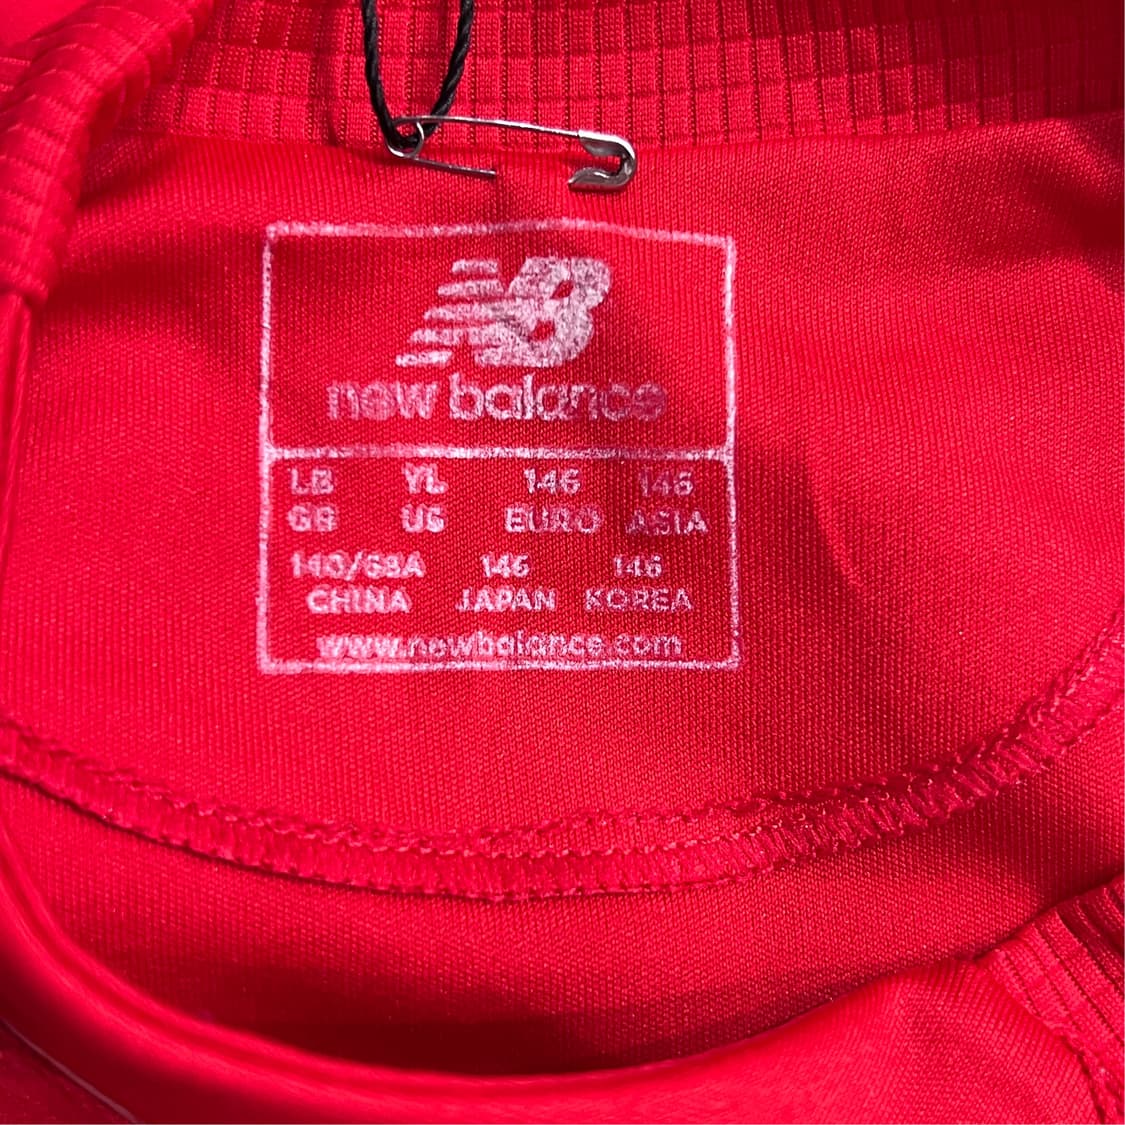 NB
new balance
LB YL 146 146
GB US EURO ASIA
140/68A 146 146
CHINA JAPAN KOREA
www.newbalance.com